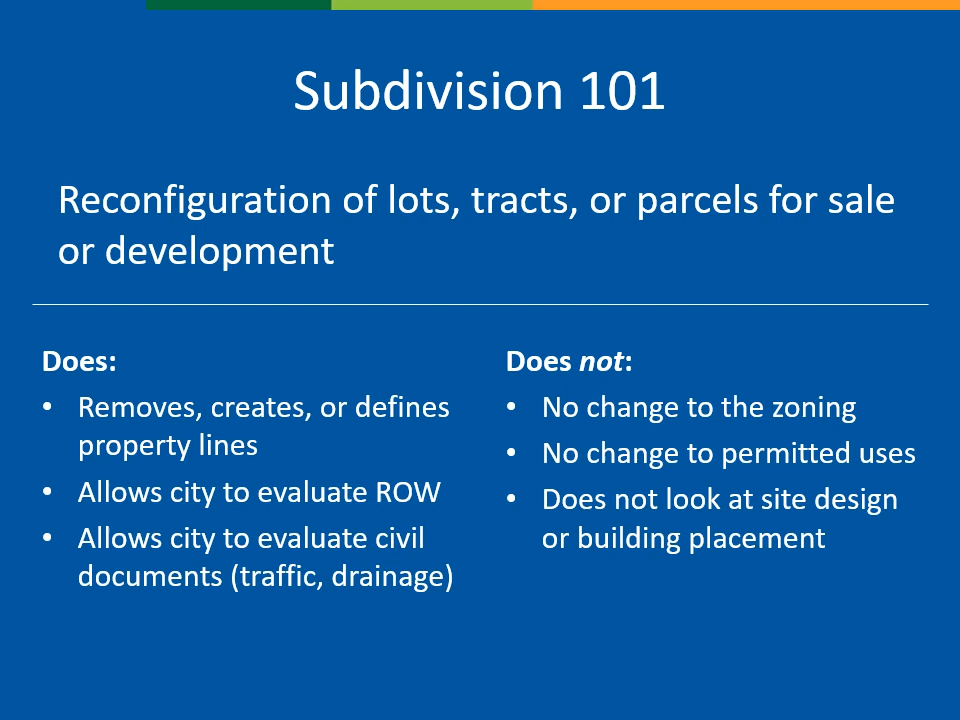 Subdivision 101
Reconfiguration of lots, tracts, or parcels for sale
or development
Does:
• Removes, creates, or defines
property lines
• Allows city to evaluate ROW
• Allows city to evaluate civil
documents (traffic, drainage)
Does not:
• No change to the zoning
• No change to permitted uses
• Does not look at site design
or building placement